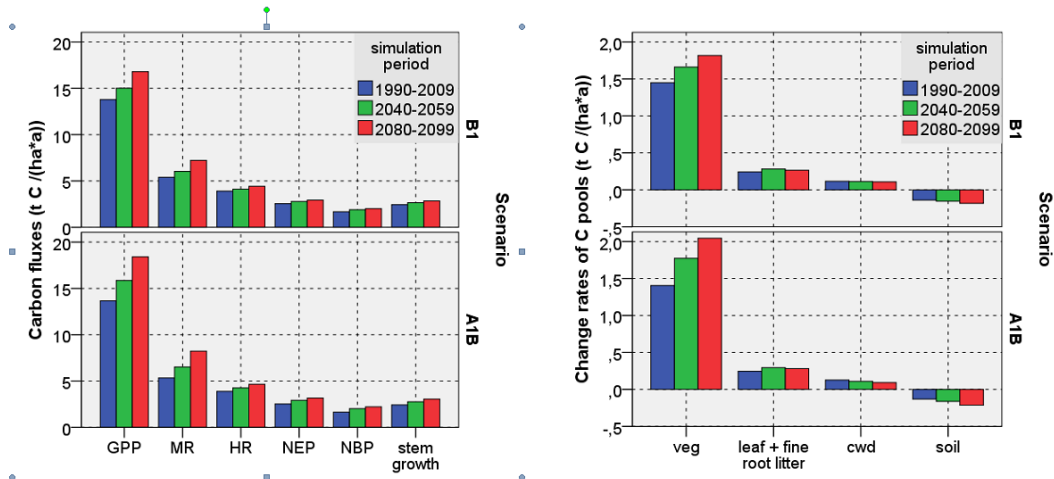 Carbon fluxes (t C /(ha*a))
20
15
10
5
0
simulation
period
1990-2009
2040-2059
2080-2099
B1
20
15
10
5
0
A1B
Scenario
GPP
MR
HR
NEP
NBP
stem
growth
Change rates of C pools (t C /(ha*a))
2,0
1,5
1,0
,5
,0
-,5
simulation
period
1990-2009
2040-2059
2080-2099
B1
2,0
1,5
1,0
,5
,0
-,5
A1B
Scenario
veg
leaf + fine
root litter
cwd
soil